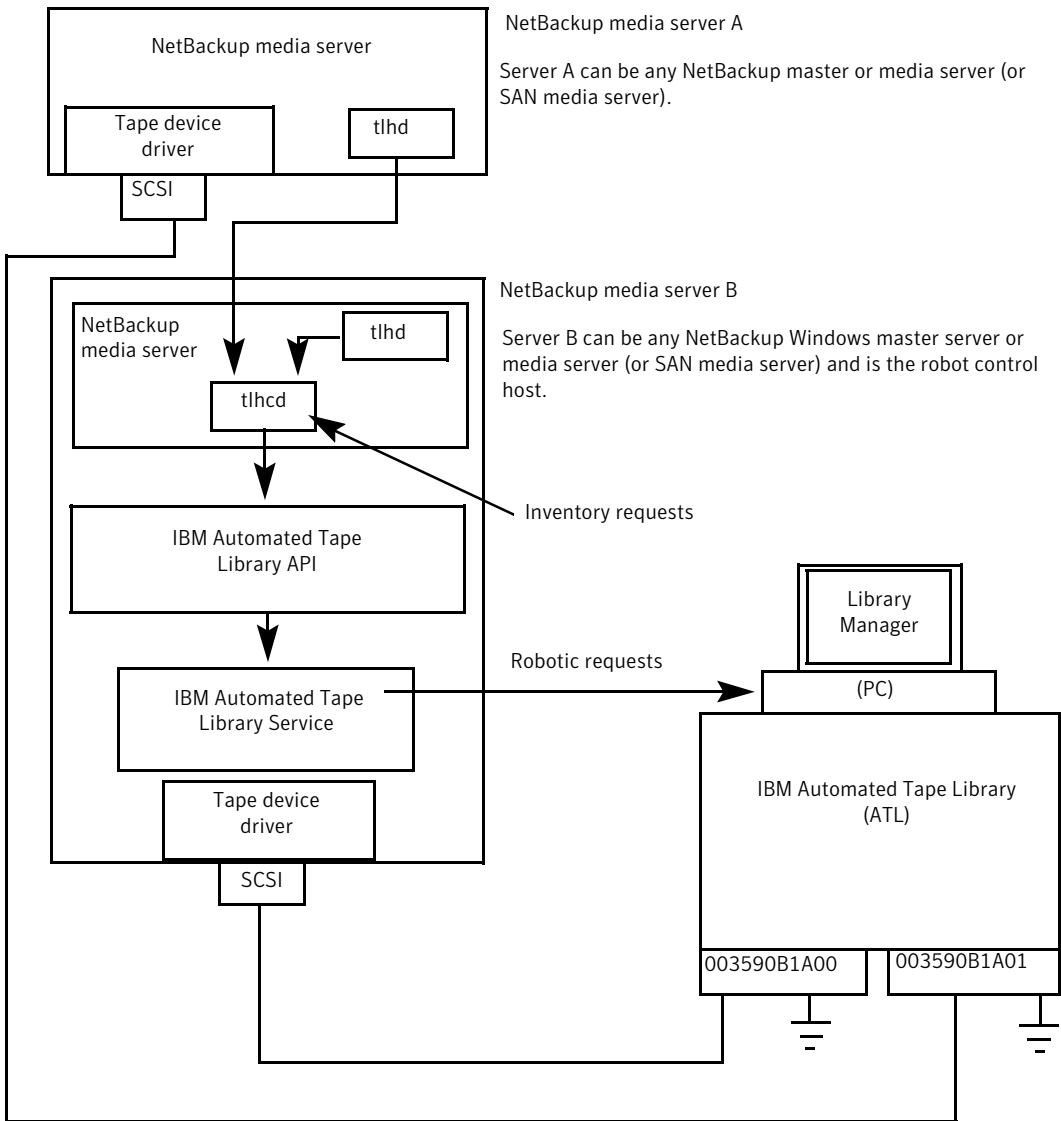 NetBackup media server A
Server A can be any NetBackup master or media server (or
SAN media server).
NetBackup media server
Tape device
driver
tlhd
SCSI
NetBackup media server B
Server B can be any NetBackup Windows master server or
media server (or SAN media server) and is the robot control
host.
NetBackup
media server
tlhd
tlhcd
Inventory requests
IBM Automated Tape
Library API
Robotic requests
IBM Automated Tape
Library Service
Tape device
driver
SCSI
Library
Manager
(PC)
IBM Automated Tape Library
(ATL)
003590B1A00
003590B1A01